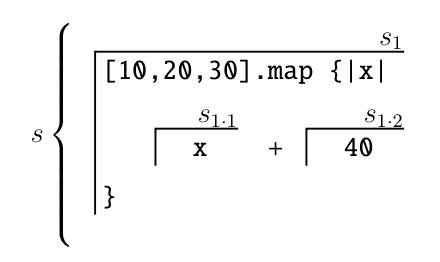 s₁
[10,20,30].map {|x|
s₁.₁ s₁.₂
s x + 40
}